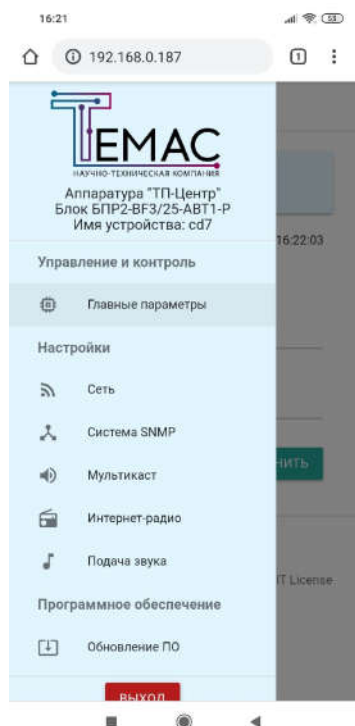 16:21
53
192.168.0.187
1
ТЕМАС
НАУЧНО-ТЕХНИЧЕСКАЯ КОМПАНИЯ
Аппаратура "ТП-Центр"
Блок БПР2-BF3/25-АВТ1-Р
Имя устройства: cd7
16:22:03
Управление и контроль
Главные параметры
Настройки
Сеть
Система SNMP
Мультикаст
НИТЬ
Интернет-радио
Подача звука
IT License
Программное обеспечение
Обновление ПО
ВЫХОД